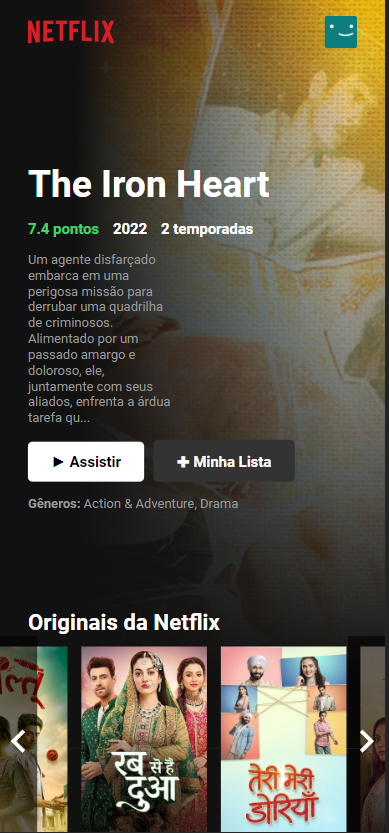 NETFLIX
The Iron Heart
7.4 pontos 2022 2 temporadas
Um agente disfarçado
embarca em uma
perigosa missão para
derrubar uma quadrilha
de criminosos.
Alimentado por um
passado amargo e
doloroso, ele,
juntamente com seus
aliados, enfrenta a árdua
tarefa qu...
Assistir
Minha Lista
Gêneros: Action & Adventure, Drama
Originais da Netflix
रब से है
दुआ
तेरी मेरी
डोरियाँ